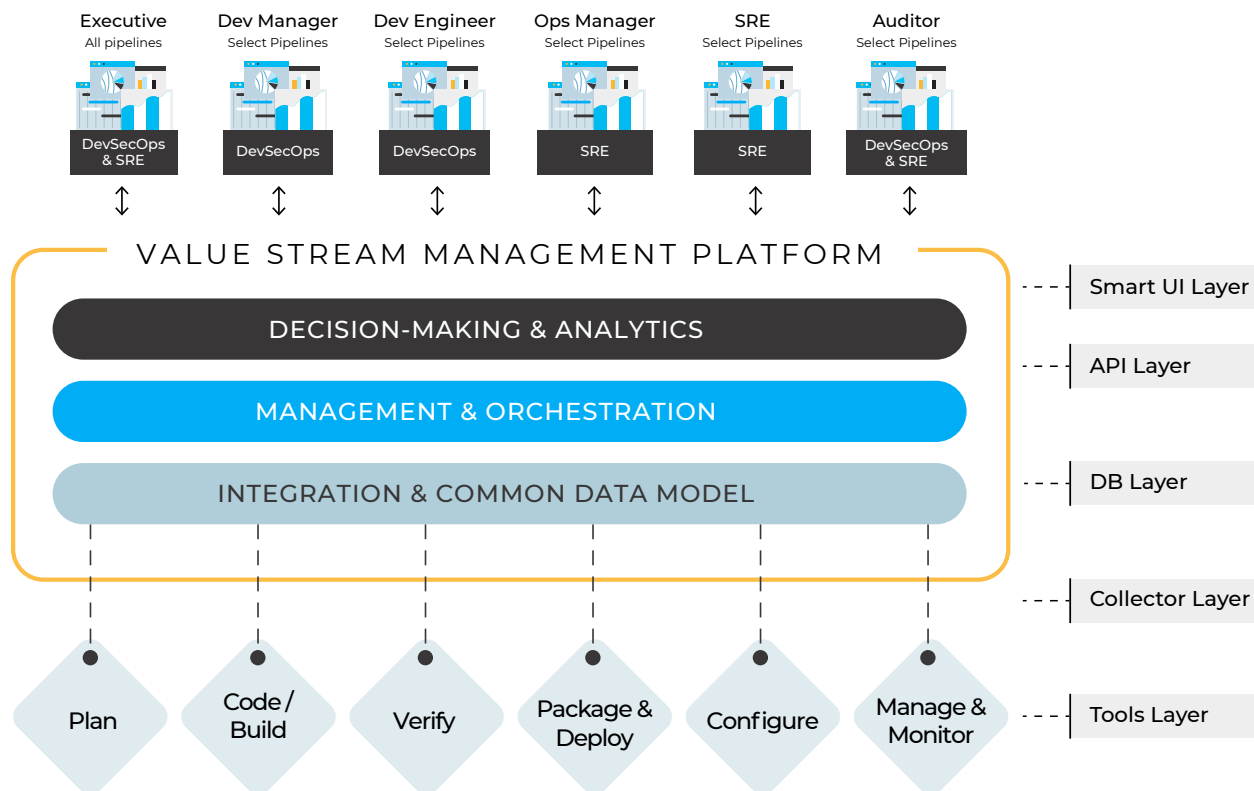 Executive
All pipelines
DevSecOps
& SRE
Dev Manager
Select Pipelines
DevSecOps
Dev Engineer
Select Pipelines
DevSecOps
Ops Manager
Select Pipelines
SRE
SRE
Select Pipelines
SRE
Auditor
Select Pipelines
DevSecOps
& SRE
VALUE STREAM MANAGEMENT PLATFORM
DECISION-MAKING & ANALYTICS
MANAGEMENT & ORCHESTRATION
INTEGRATION & COMMON DATA MODEL
Smart UI Layer
API Layer
DB Layer
Collector Layer
Tools Layer
Plan
Code /
Build
Verify
Package &
Deploy
Configure
Manage &
Monitor